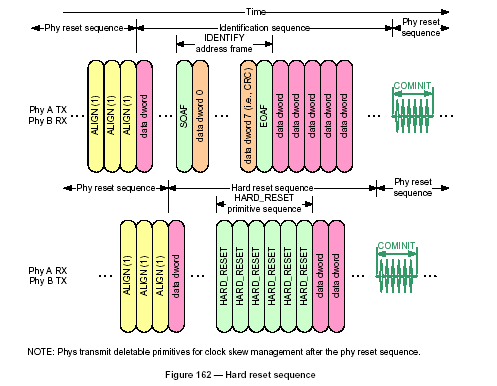 Time
Phy reset sequence
Identification sequence
Phy reset
sequence
IDENTIFY
address frame
Phy A TX
Phy B RX
ALIGN (1)
ALIGN (1)
ALIGN (1)
data dword
SOAF
data dword 0
data dword 7 (i.e., CRC)
EOAF
data dword
data dword
data dword
data dword
data dword
COMINIT
Phy reset sequence
Hard reset sequence
Phy reset
sequence
HARD_RESET
primitive sequence
Phy A RX
Phy B TX
ALIGN (1)
ALIGN (1)
ALIGN (1)
data dword
HARD_RESET
HARD_RESET
HARD_RESET
HARD_RESET
HARD_RESET
HARD_RESET
data dword
data dword
COMINIT
NOTE: Phys transmit deletable primitives for clock skew management after the phy reset sequence.
Figure 162 — Hard reset sequence